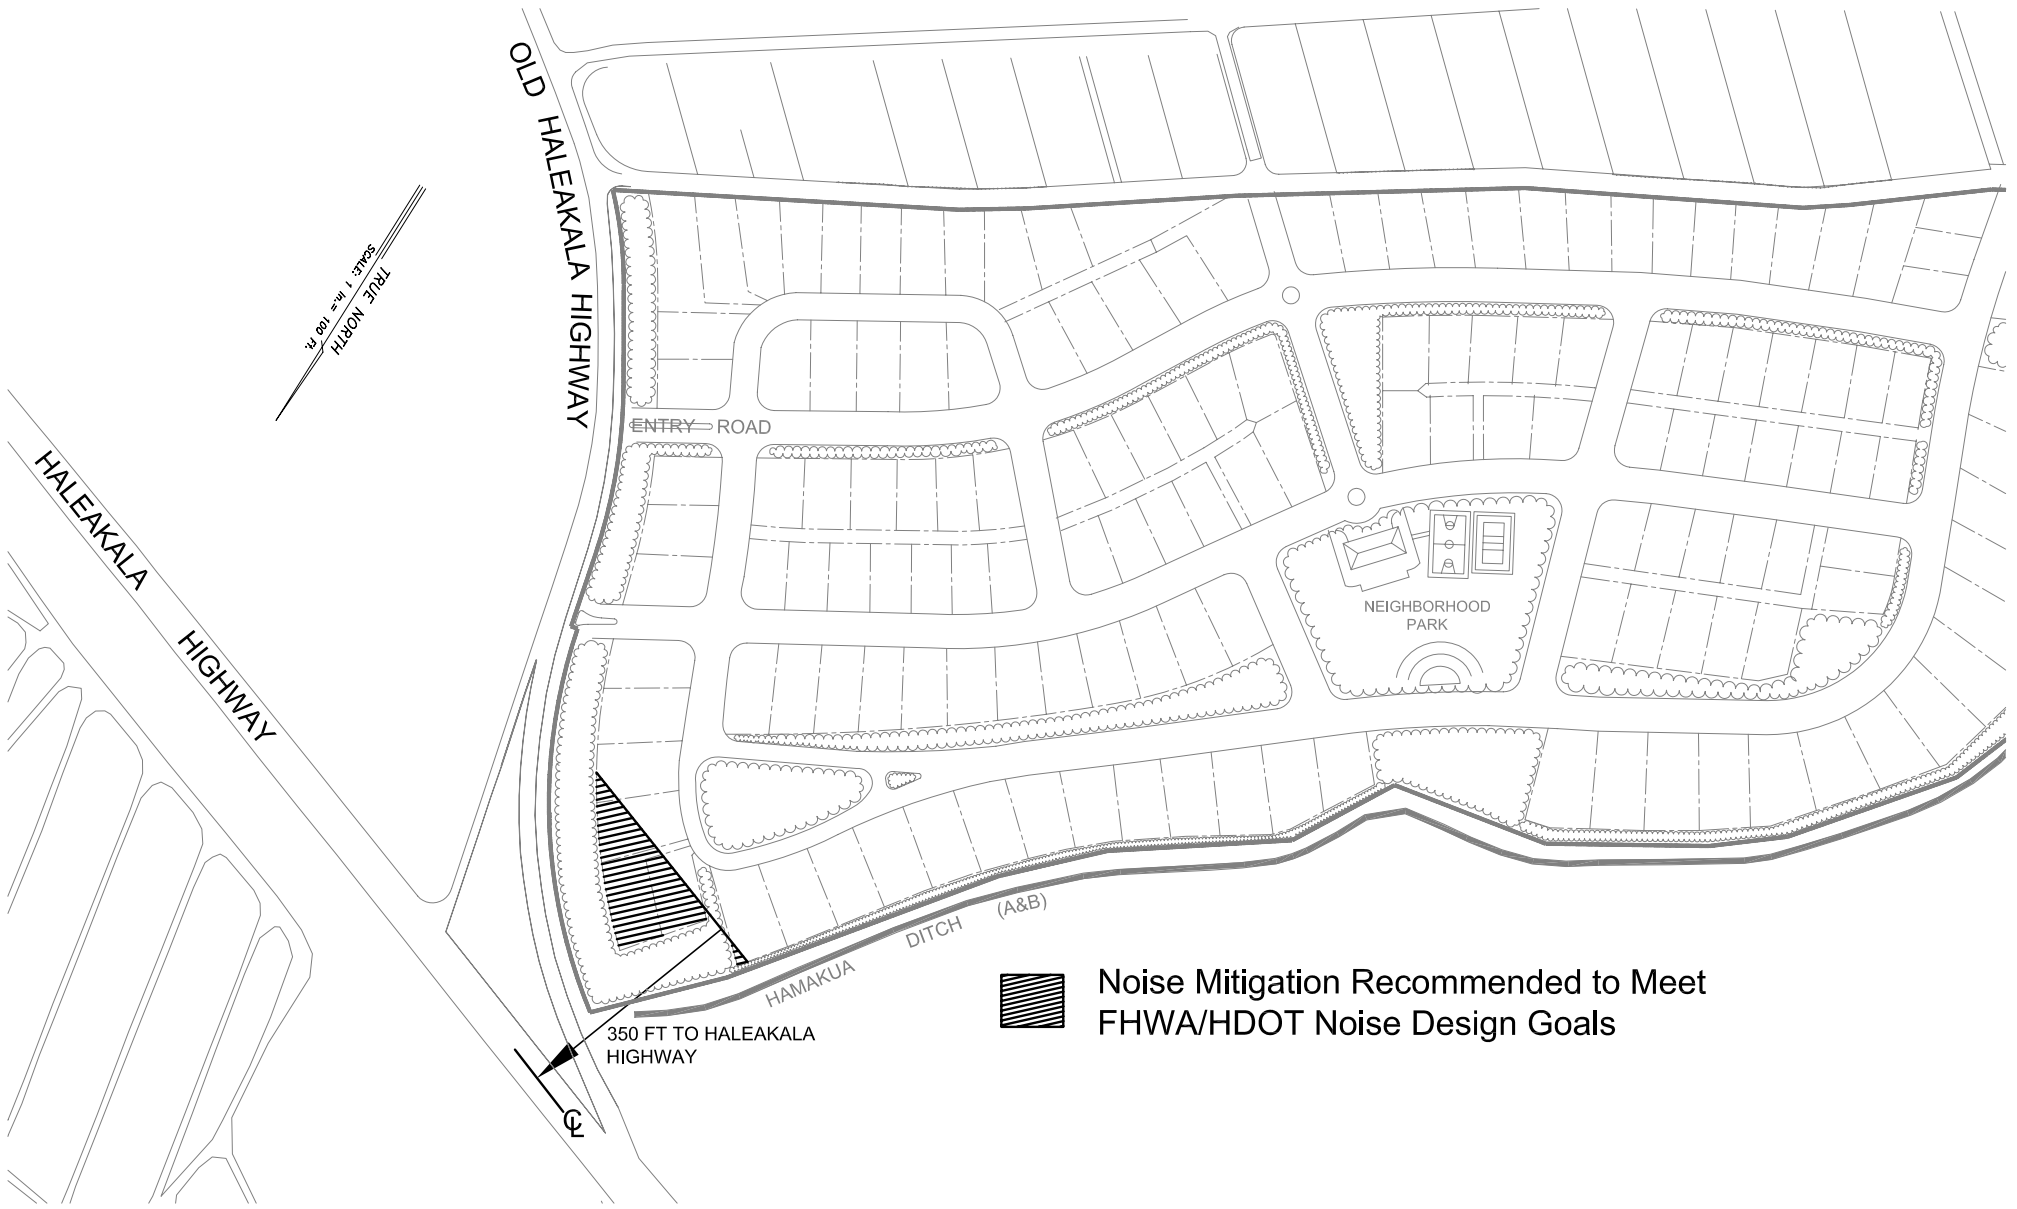 OLD HALEAKALA HIGHWAY
TRUE NORTH
SCALE: 1 in.= 100 Ft.
ENTRY ROAD
HALEAKALA HIGHWAY
NEIGHBORHOOD
PARK
HAMAKUA DITCH (A&B)
Noise Mitigation Recommended to Meet
FHWA/HDOT Noise Design Goals
350 FT TO HALEAKALA
HIGHWAY
℄